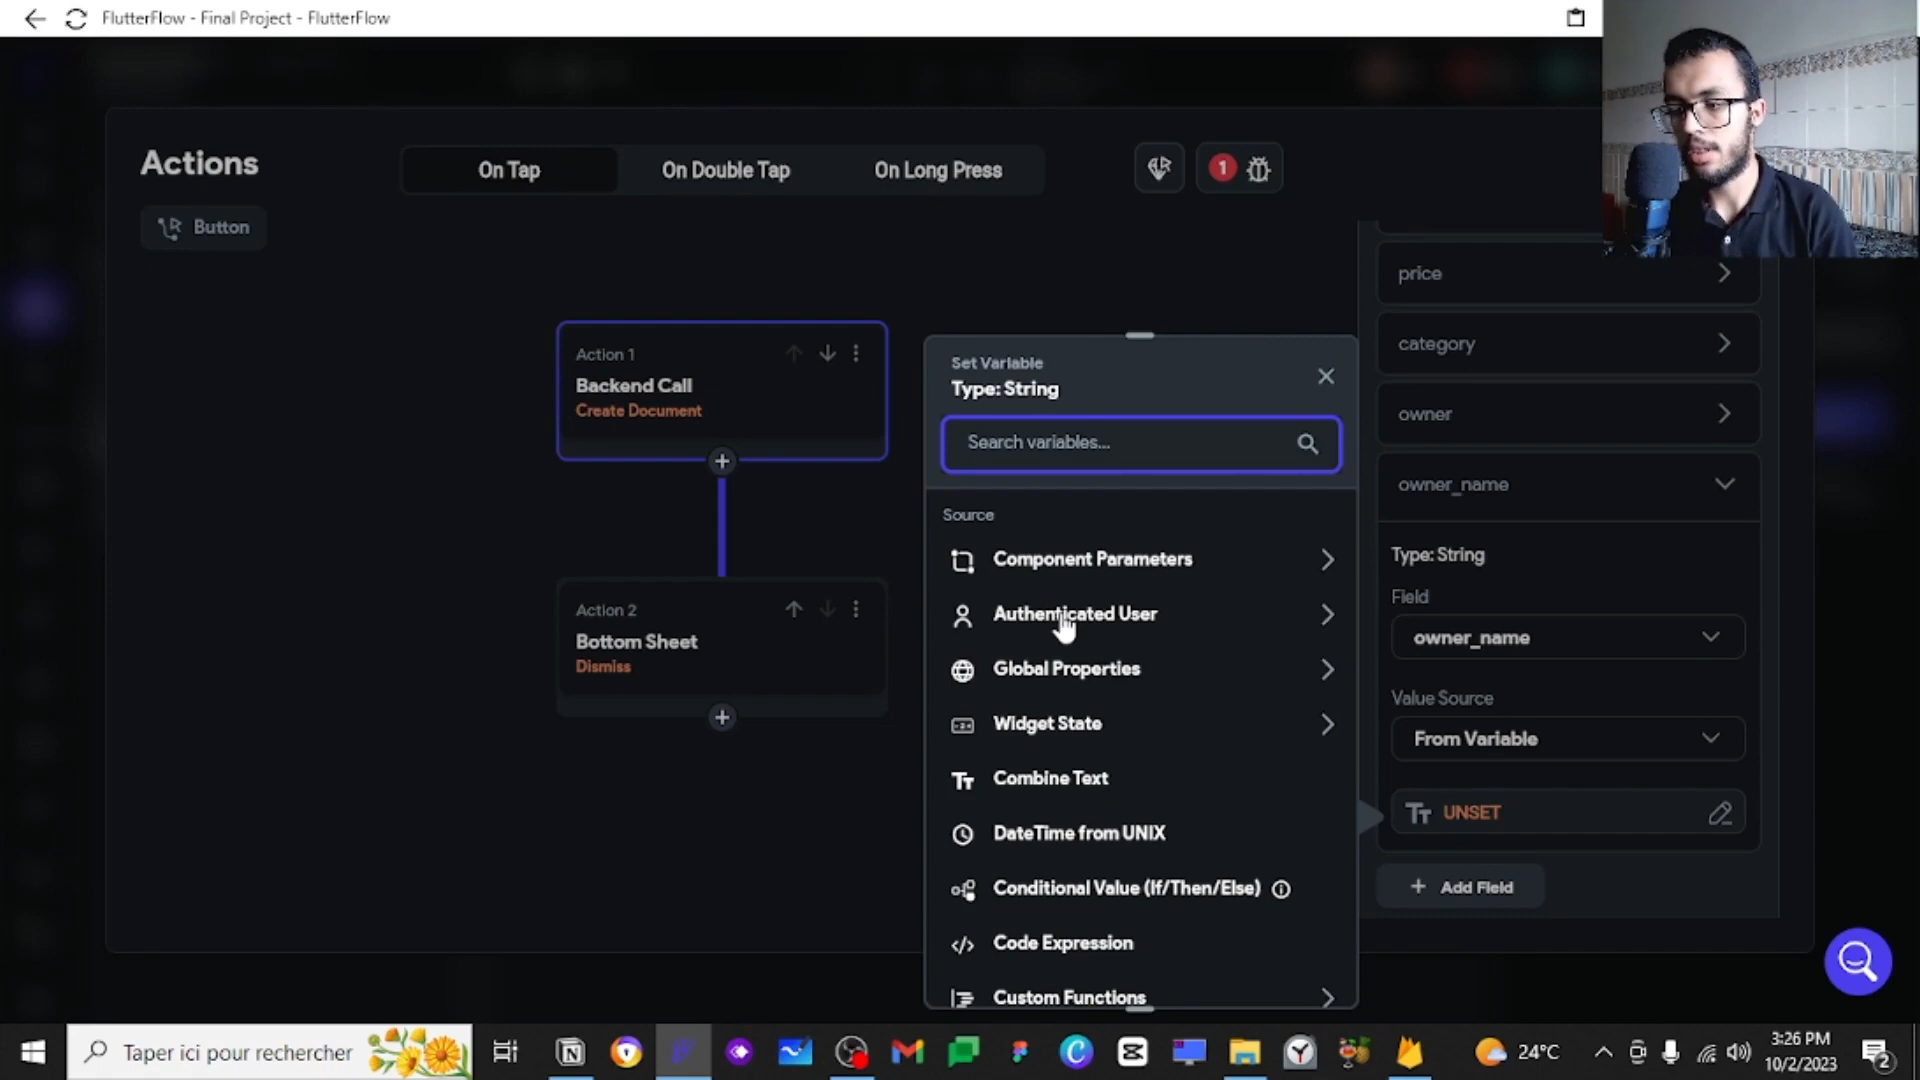 FlutterFlow - Final Project - FlutterFlow
Actions
On Tap
On Double Tap
On Long Press
1
Button
Action 1
Backend Call
Create Document
Action 2
Bottom Sheet
Dismiss
Set Variable
Type: String
Search variables...
Source
Component Parameters
Authenticated User
Global Properties
Widget State
Combine Text
DateTime from UNIX
Conditional Value (If/Then/Else)
Code Expression
Custom Functions
price
category
owner
owner_name
Type: String
Field
owner_name
Value Source
From Variable
UNSET
Add Field
Taper ici pour rechercher
24°C
3:26 PM
10/2/2023
2